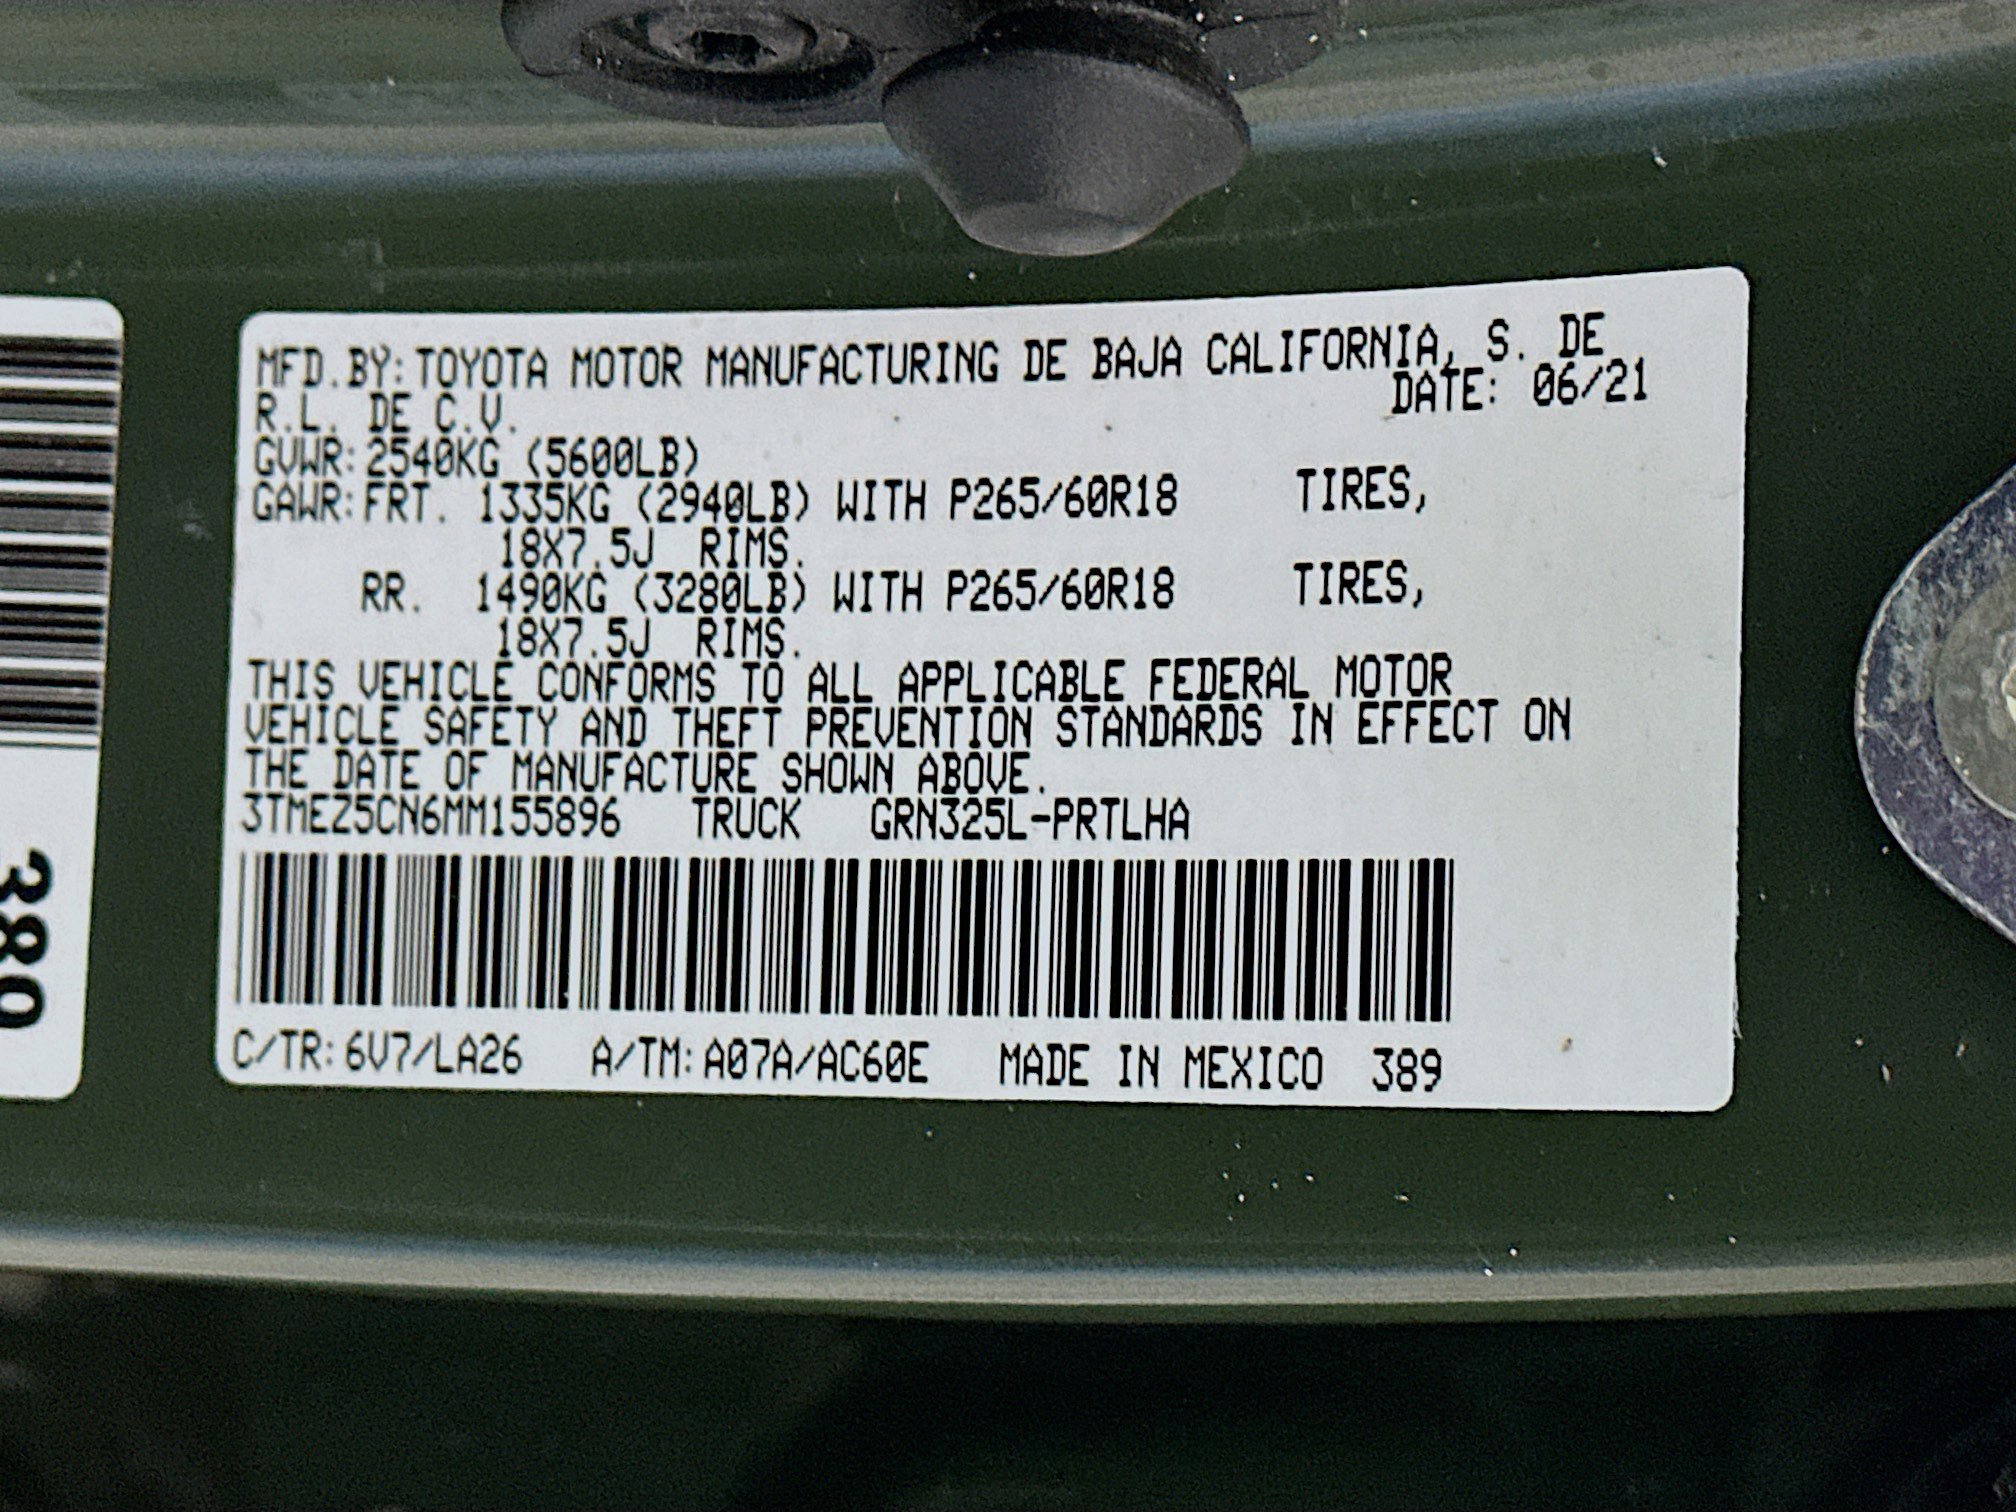 MFD.BY:TOYOTA MOTOR MANUFACTURING DE BAJA CALIFORNIA, S. DE
R.L. DE C.V. DATE: 06/21
GVWR:2540KG (5600LB)
GAWR:FRT. 1335KG (2940LB) WITH P265/60R18 TIRES,
18X7.5J RIMS.
RR. 1490KG (3280LB) WITH P265/60R18 TIRES,
18X7.5J RIMS.
THIS VEHICLE CONFORMS TO ALL APPLICABLE FEDERAL MOTOR
VEHICLE SAFETY AND THEFT PREVENTION STANDARDS IN EFFECT ON
THE DATE OF MANUFACTURE SHOWN ABOVE.
3TMEZ5CN6MM155896 TRUCK GRN325L-PRTLHA
C/TR:6V7/LA26 A/TM:A07A/AC60E MADE IN MEXICO 389
389